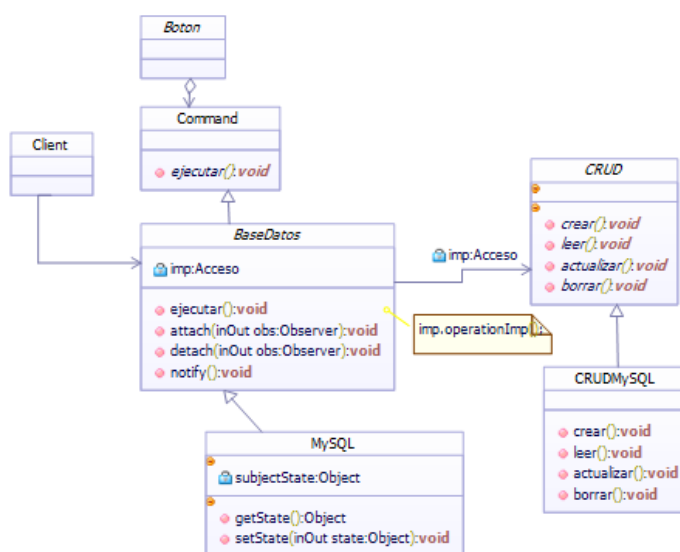 Boton
Command
ejecutar():void
Client
BaseDatos
imp:Acceso
ejecutar():void
attach(inOut obs:Observer):void
detach(inOut obs:Observer):void
notify():void
imp:Acceso
imp.operationImp();
CRUD
crear():void
leer():void
actualizar():void
borrar():void
CRUDMySQL
crear():void
leer():void
actualizar():void
borrar():void
MySQL
subjectState:Object
getState():Object
setState(inOut state:Object):void